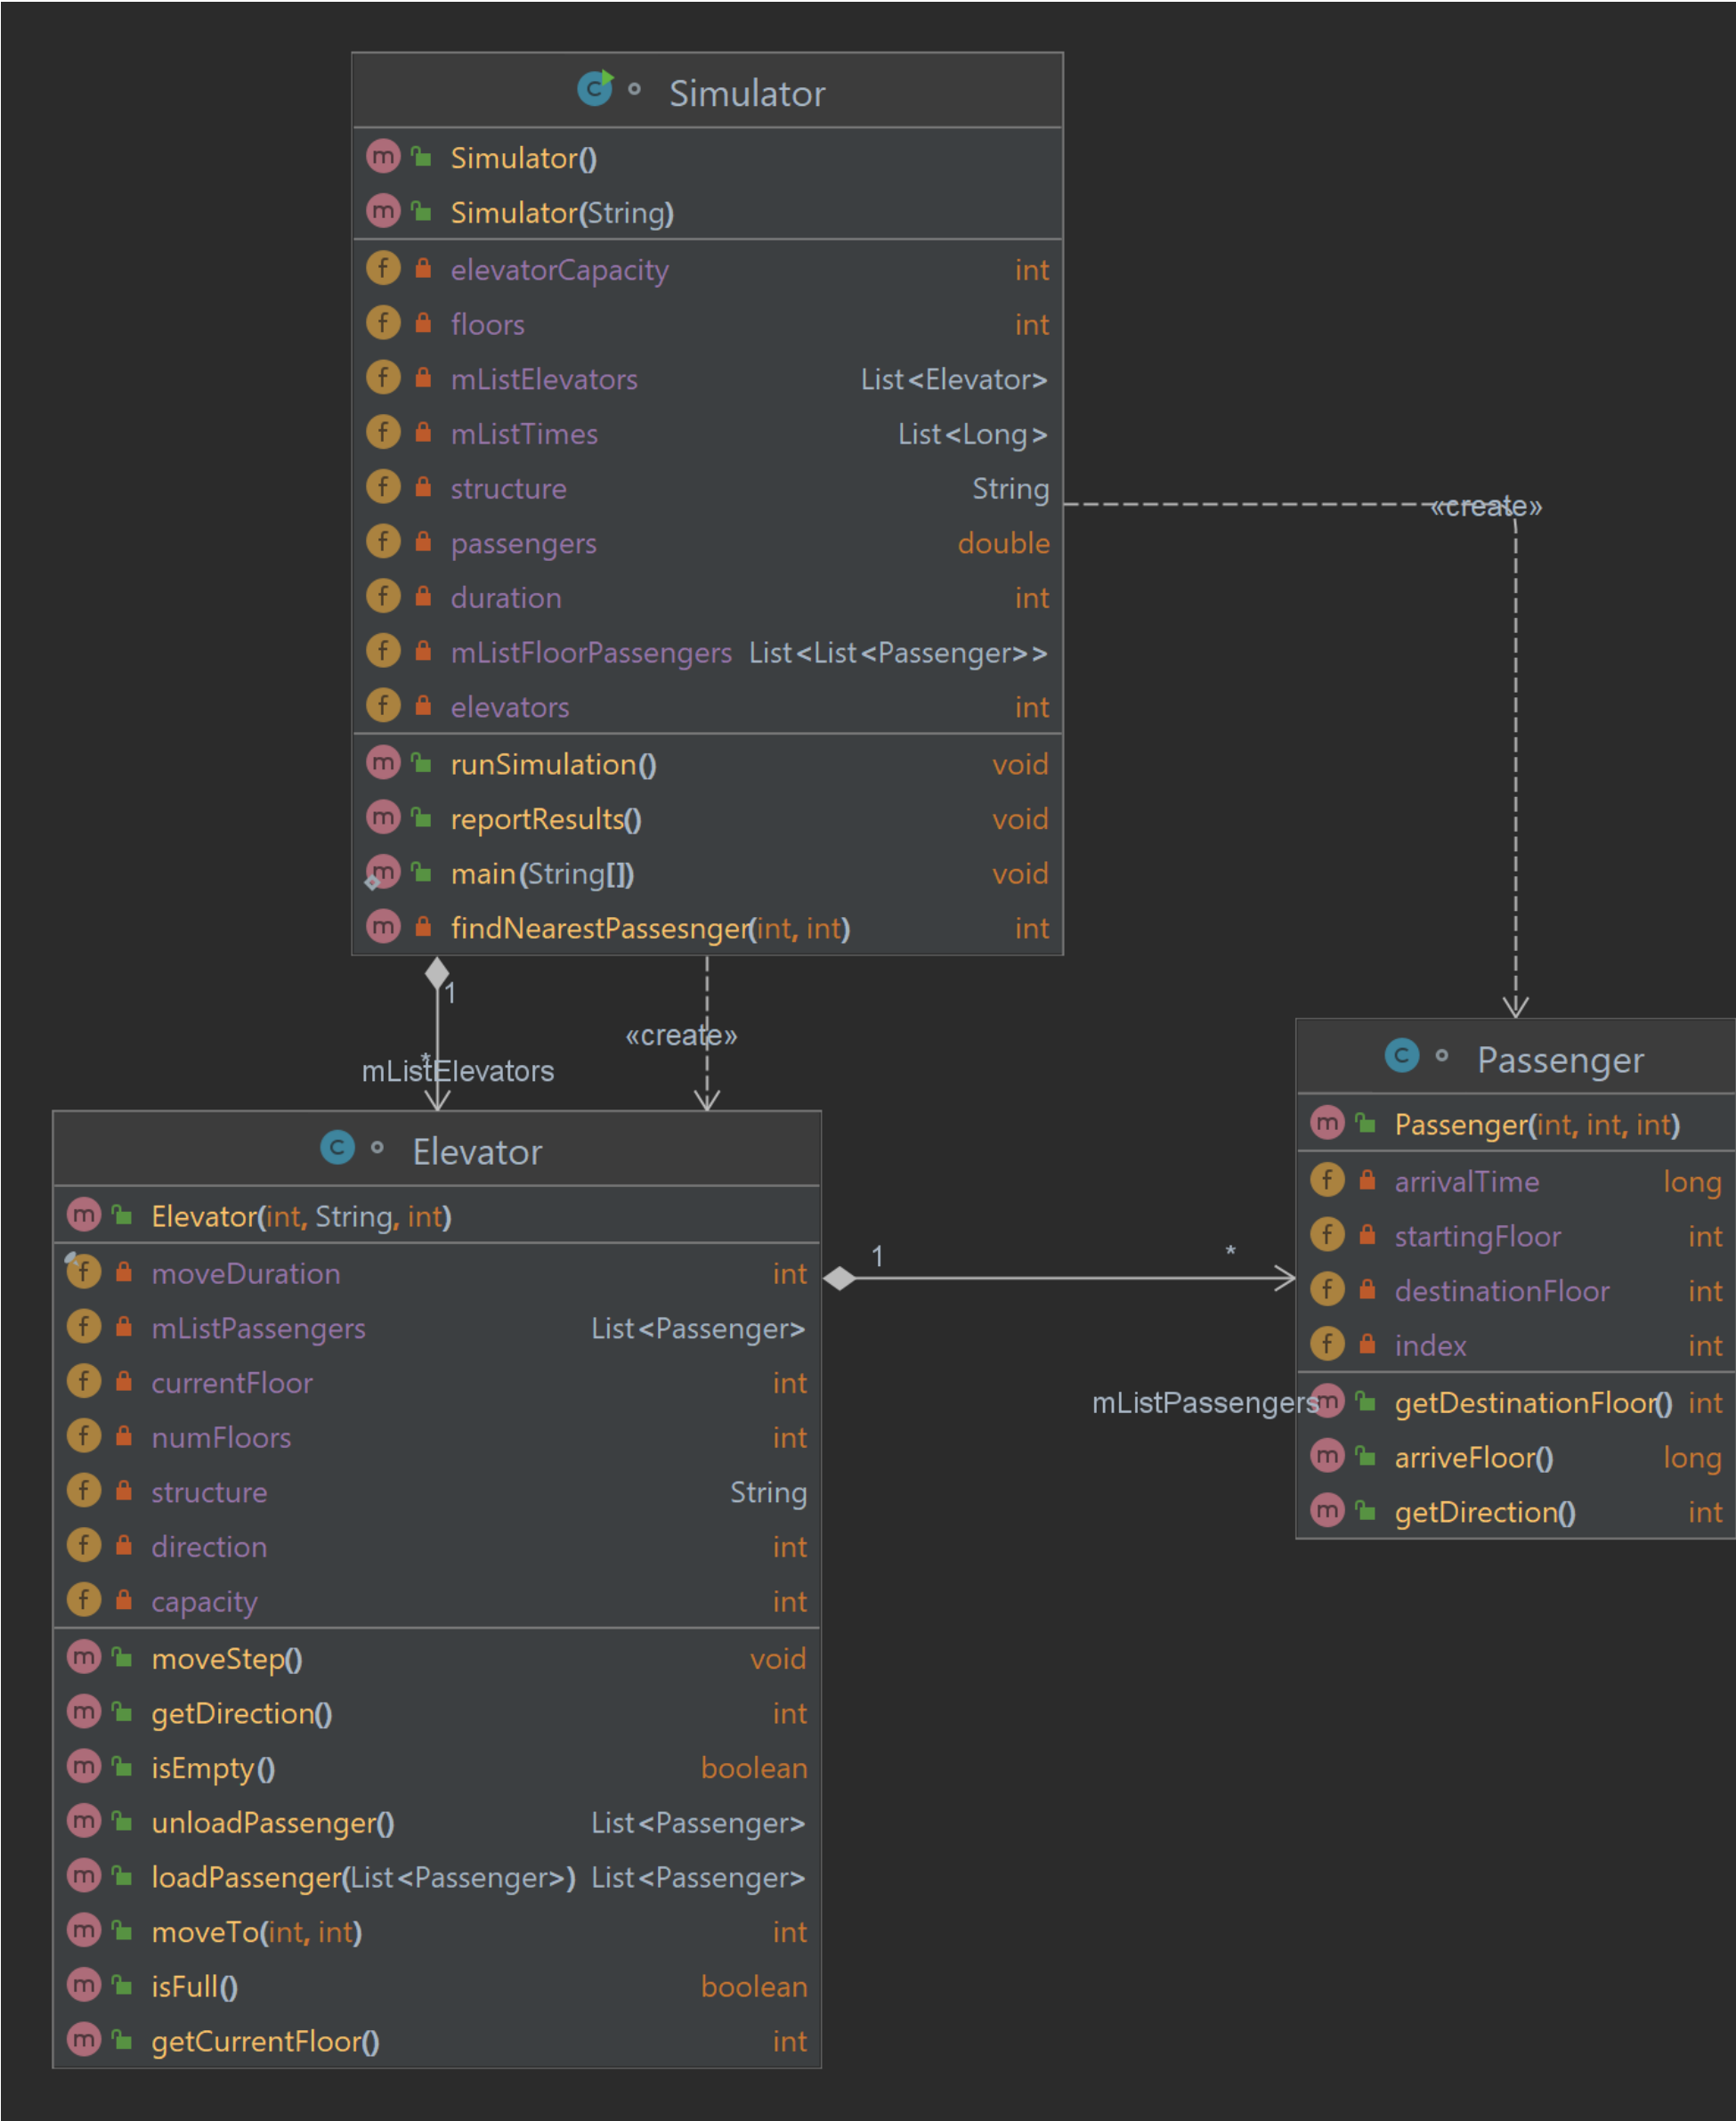 Simulator
Simulator()
Simulator(String)
elevatorCapacity int
floors int
mListElevators List<Elevator>
mListTimes List<Long>
structure String
passengers double
duration int
mListFloorPassengers List<List<Passenger>>
elevators int
runSimulation() void
reportResults() void
main(String[]) void
findNearestPassesnger(int, int) int
«create»
1
«create»
*
mListElevators
Passenger
Passenger(int, int, int)
arrivalTime long
startingFloor int
destinationFloor int
index int
getDestinationFloor() int
arriveFloor() long
getDirection() int
1 *
mListPassengers
Elevator
Elevator(int, String, int)
moveDuration int
mListPassengers List<Passenger>
currentFloor int
numFloors int
structure String
direction int
capacity int
moveStep() void
getDirection() int
isEmpty() boolean
unloadPassenger() List<Passenger>
loadPassenger(List<Passenger>) List<Passenger>
moveTo(int, int) int
isFull() boolean
getCurrentFloor() int